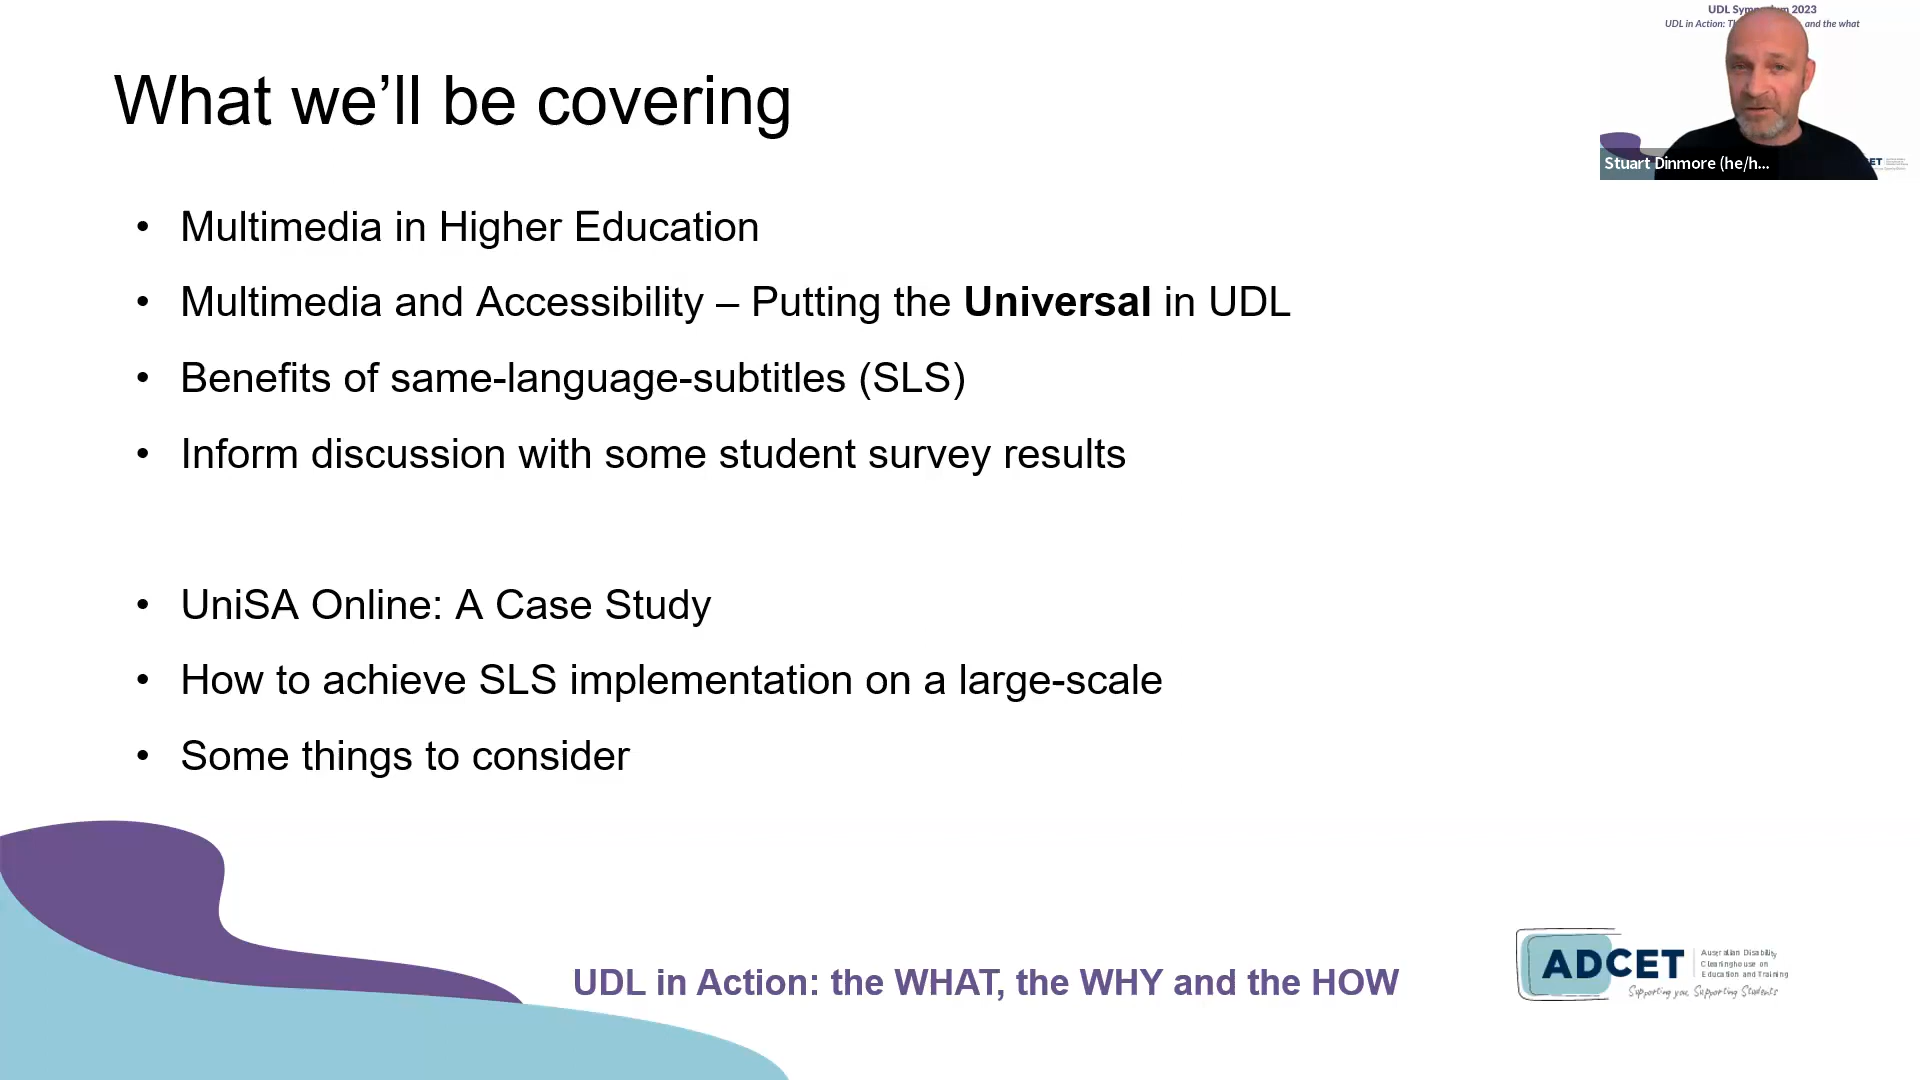 What we’ll be covering
• Multimedia in Higher Education
• Multimedia and Accessibility – Putting the Universal in UDL
• Benefits of same-language-subtitles (SLS)
• Inform discussion with some student survey results
• UniSA Online: A Case Study
• How to achieve SLS implementation on a large-scale
• Some things to consider
UDL in Action: the WHAT, the WHY and the HOW
ADCET
Australian Disability
Clearinghouse on
Education and Training
Supporting you, Supporting Students
UDL 2023
UDL in Action: and the what
Stuart Dinmore (he/h...
ET